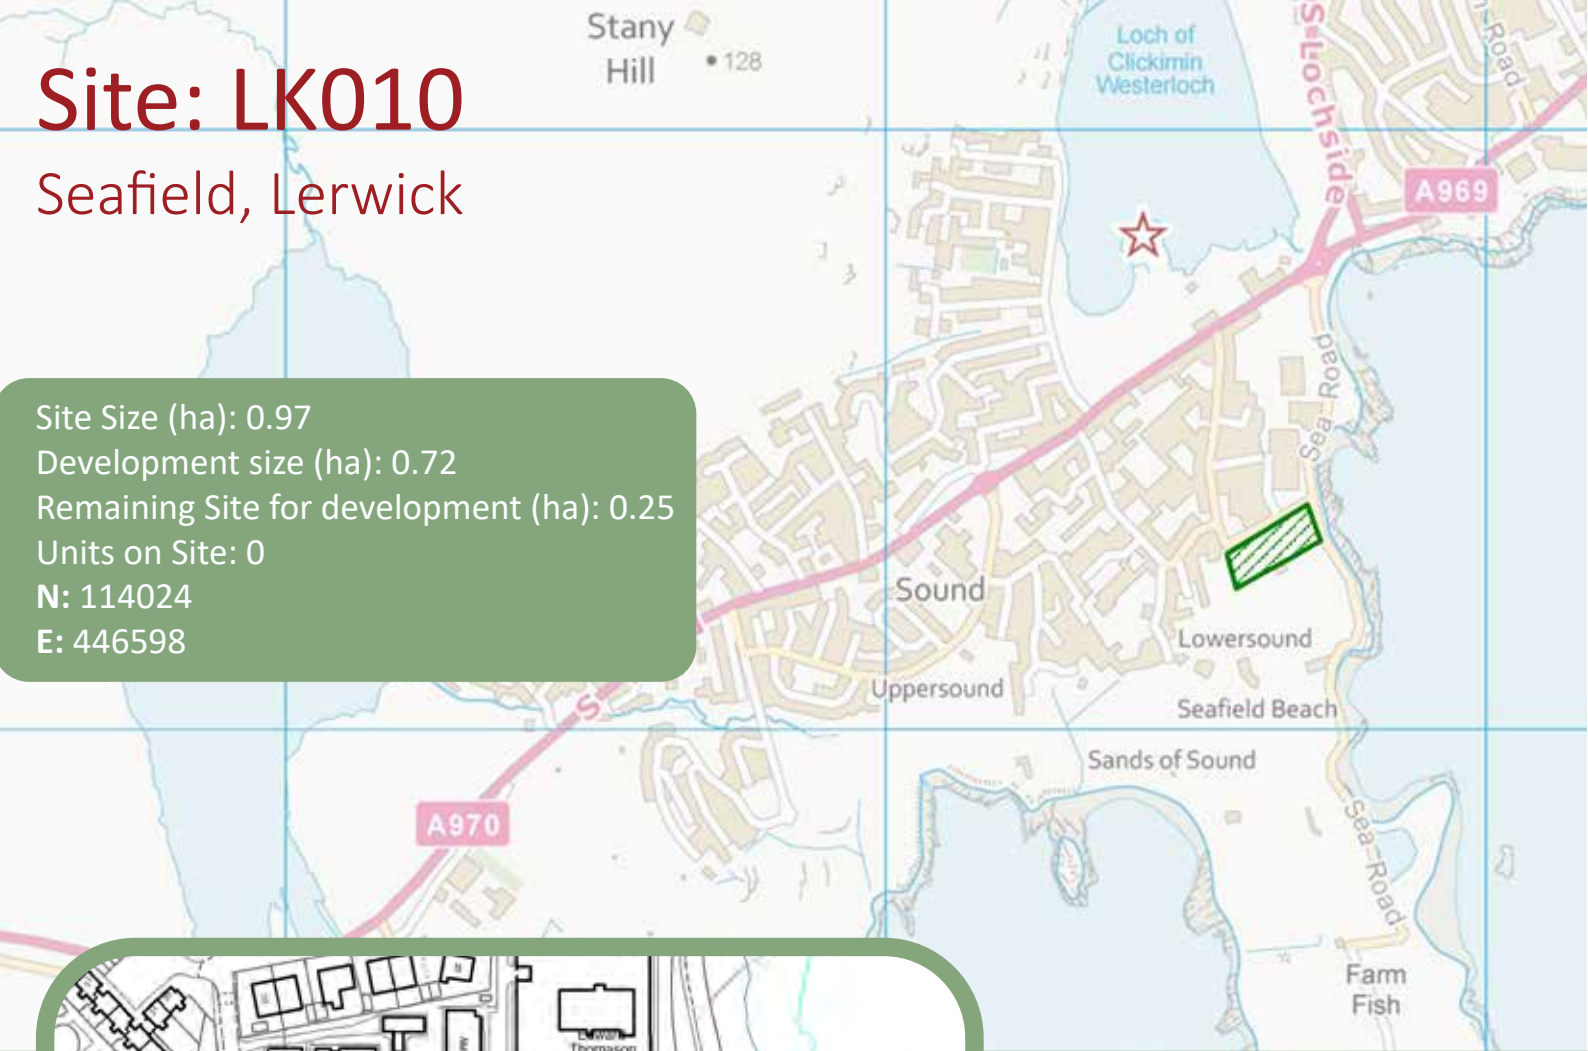 Site: LK010
Seafield, Lerwick
Stany
Hill
128
Loch of
Clickimin
Westerloch
S Lochside
Road
A969
Site Size (ha): 0.97
Development size (ha): 0.72
Remaining Site for development (ha): 0.25
Units on Site: 0
N: 114024
E: 446598
Sea Road
Sound
Lowersound
Uppersound
Seafield Beach
S
Sands of Sound
A970
Sea Road
Farm
Fish
Thomason